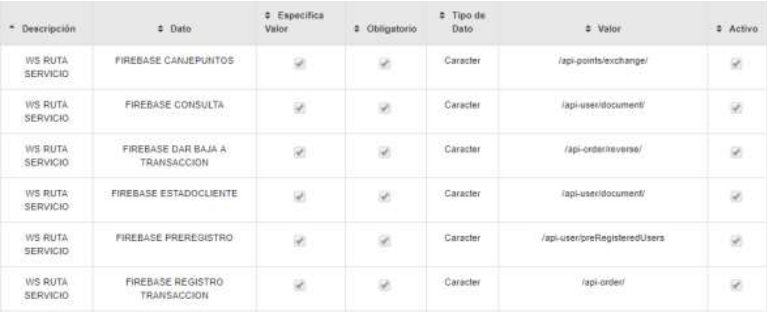 Descripción Dato Especifica Valor Obligatorio Tipo de Dato Valor Activo
WS RUTA SERVICIO FIREBASE CANJEPUNTOS Caracter /api-points/exchange/
WS RUTA SERVICIO FIREBASE CONSULTA Caracter /api-user/document/
WS RUTA SERVICIO FIREBASE DAR BAJA A TRANSACCION Caracter /api-order/reverse/
WS RUTA SERVICIO FIREBASE ESTADOCLIENTE Caracter /api-user/document/
WS RUTA SERVICIO FIREBASE PREREGISTRO Caracter /api-user/preRegisteredUsers
WS RUTA SERVICIO FIREBASE REGISTRO TRANSACCION Caracter /api-order/